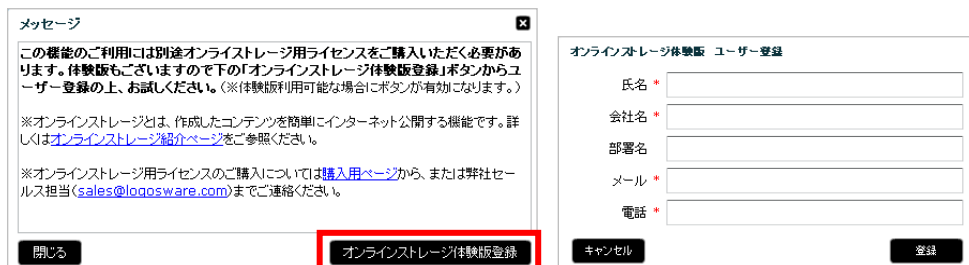 メッセージ
この機能のご利用には別途オンライストレージ用ライセンスをご購入いただく必要があ
ります。体験版もございますので下の「オンラインストレージ体験版登録」ボタンからユ
ーザー登録の上、お試しください。(※体験版利用可能な場合にボタンが有効になります。)
※オンラインストレージとは、作成したコンテンツを簡単にインターネット公開する機能です。詳
しくはオンラインストレージ紹介ページをご参照ください。
※オンラインストレージ用ライセンスのご購入については購入用ページから、または弊社セー
ルス担当(sales@logosware.com)までご連絡ください。
閉じる
オンラインストレージ体験版登録
オンラインストレージ体験版 ユーザー登録
氏名 *
会社名 *
部署名
メール *
電話 *
キャンセル
登録